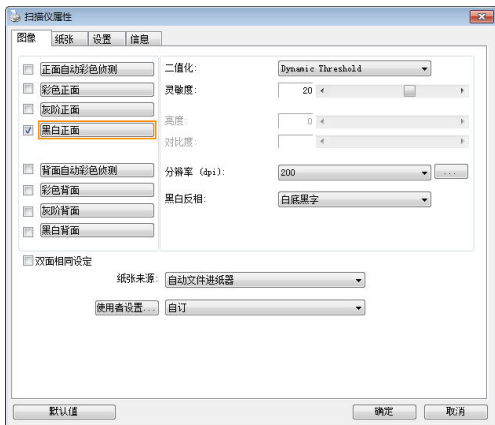 扫描仪属性
图像 纸张 设置 信息
正面自动彩色侦测
彩色正面
灰阶正面
黑白正面
背面自动彩色侦测
彩色背面
灰阶背面
黑白背面
二值化: Dynamic Threshold
灵敏度: 20
亮度: 0
对比度:
分辨率 (dpi): 200 ...
黑白反相: 白底黑字
双面相同设定
纸张来源: 自动文件进纸器
使用者设置... 自订
默认值 确定 取消